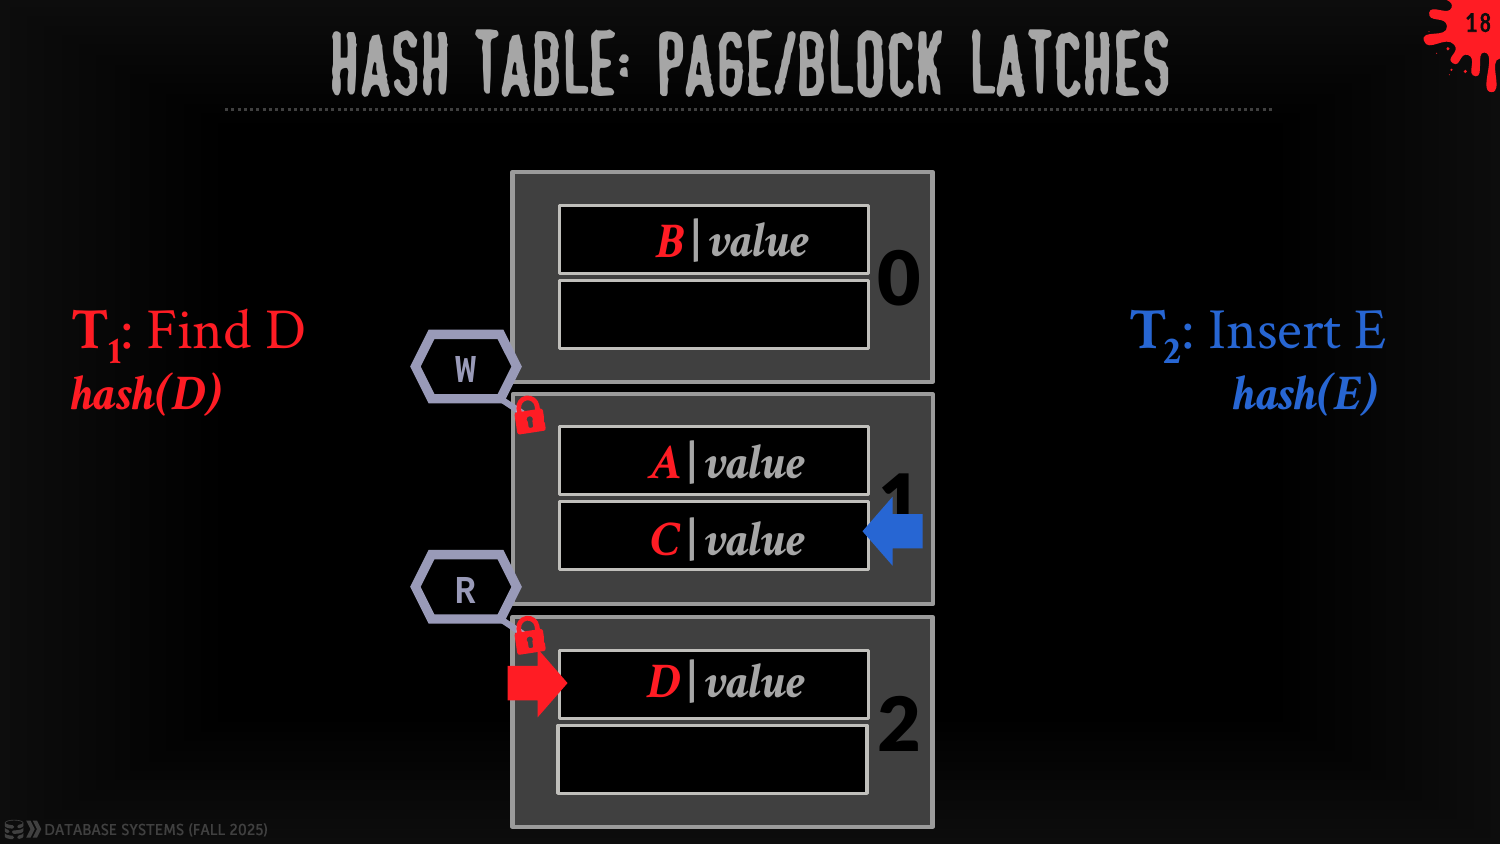 HASH TABLE: PAGE/BLOCK LATCHES
18
T1: Find D
hash(D)
T2: Insert E
hash(E)
B|value
0
W
A|value
1
C|value
R
D|value
2
DATABASE SYSTEMS (FALL 2025)